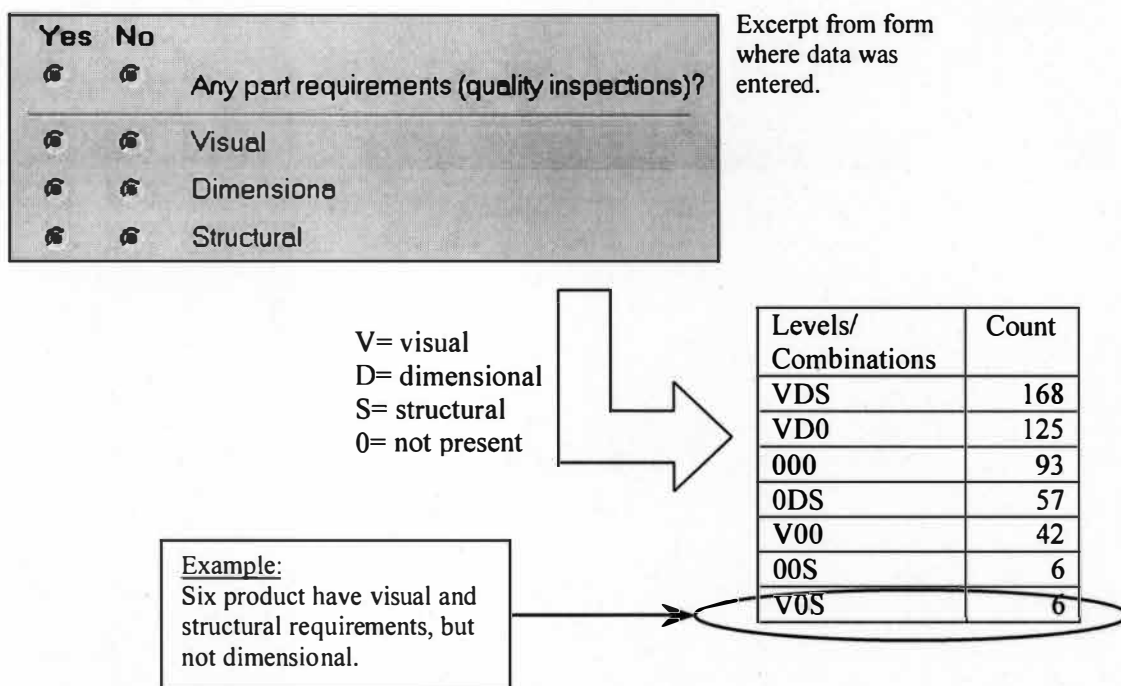 Yes No
Any part requirements (quality inspections)?
Visual
Dimensiona
Structural
Excerpt from form
where data was
entered.
V= visual
D= dimensional
S= structural
0= not present
Levels/
Combinations Count
VDS 168
VD0 125
000 93
0DS 57
V00 42
00S 6
V0S 6
Example:
Six product have visual and
structural requirements, but
not dimensional.